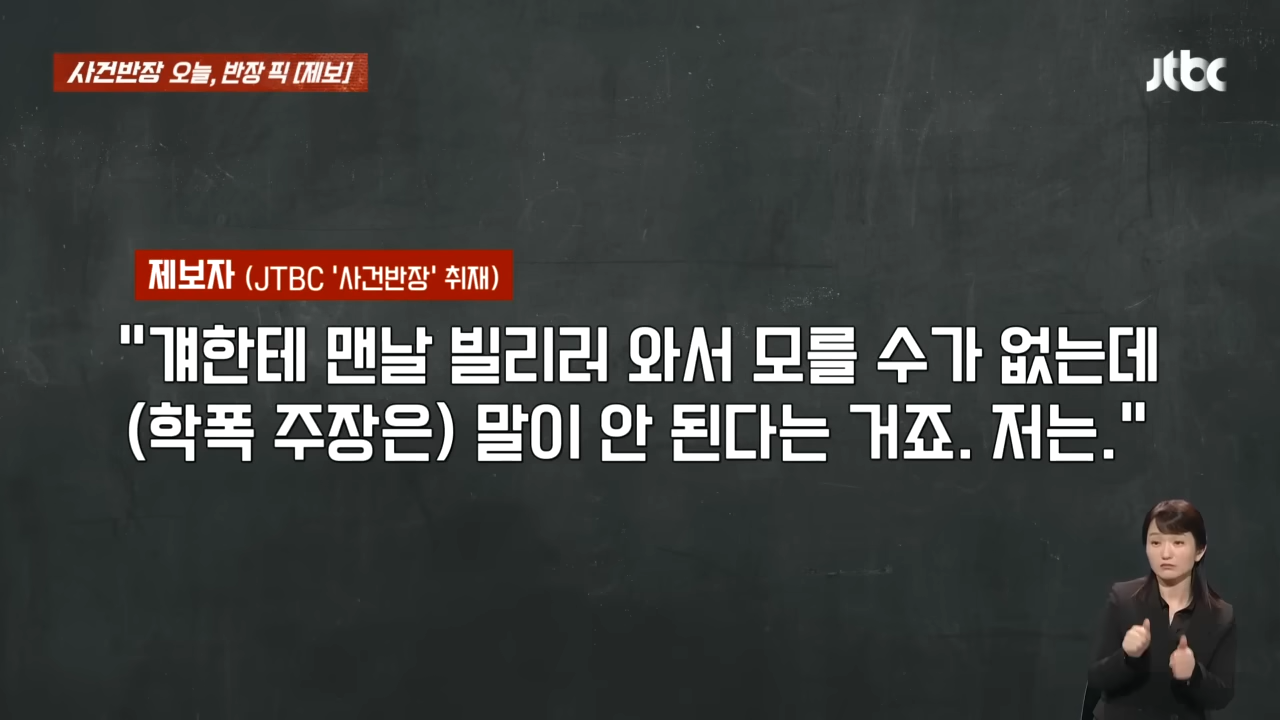 사건반장 오늘, 반장 픽 [제보]
jtbc
제보자 (JTBC '사건반장' 취재)
"걔한테 맨날 빌리러 와서 모를 수가 없는데
(학폭 주장은) 말이 안 된다는 거죠. 저는."